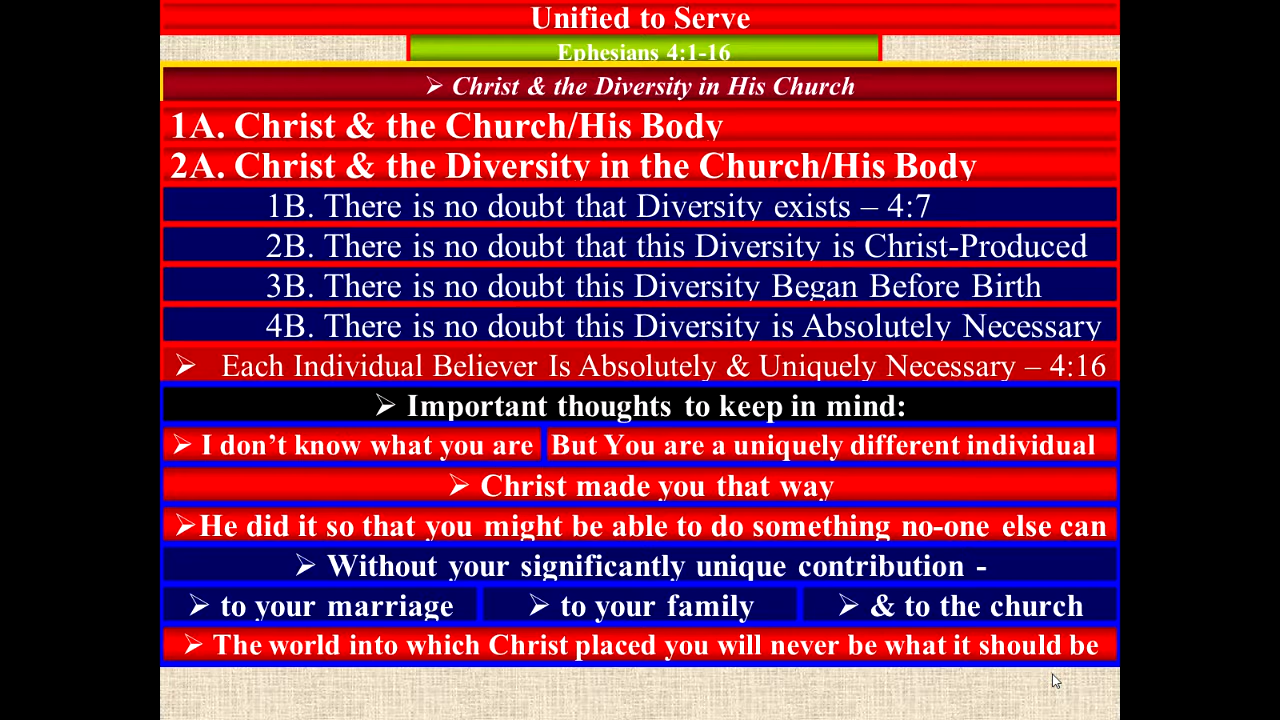 Unified to Serve
Ephesians 4:1-16
➢ Christ & the Diversity in His Church
1A. Christ & the Church/His Body
2A. Christ & the Diversity in the Church/His Body
1B. There is no doubt that Diversity exists – 4:7
2B. There is no doubt that this Diversity is Christ-Produced
3B. There is no doubt this Diversity Began Before Birth
4B. There is no doubt this Diversity is Absolutely Necessary
➢ Each Individual Believer Is Absolutely & Uniquely Necessary – 4:16
➢ Important thoughts to keep in mind:
➢ I don’t know what you are But You are a uniquely different individual
➢ Christ made you that way
➢He did it so that you might be able to do something no-one else can
➢ Without your significantly unique contribution -
➢ to your marriage ➢ to your family ➢ & to the church
➢ The world into which Christ placed you will never be what it should be